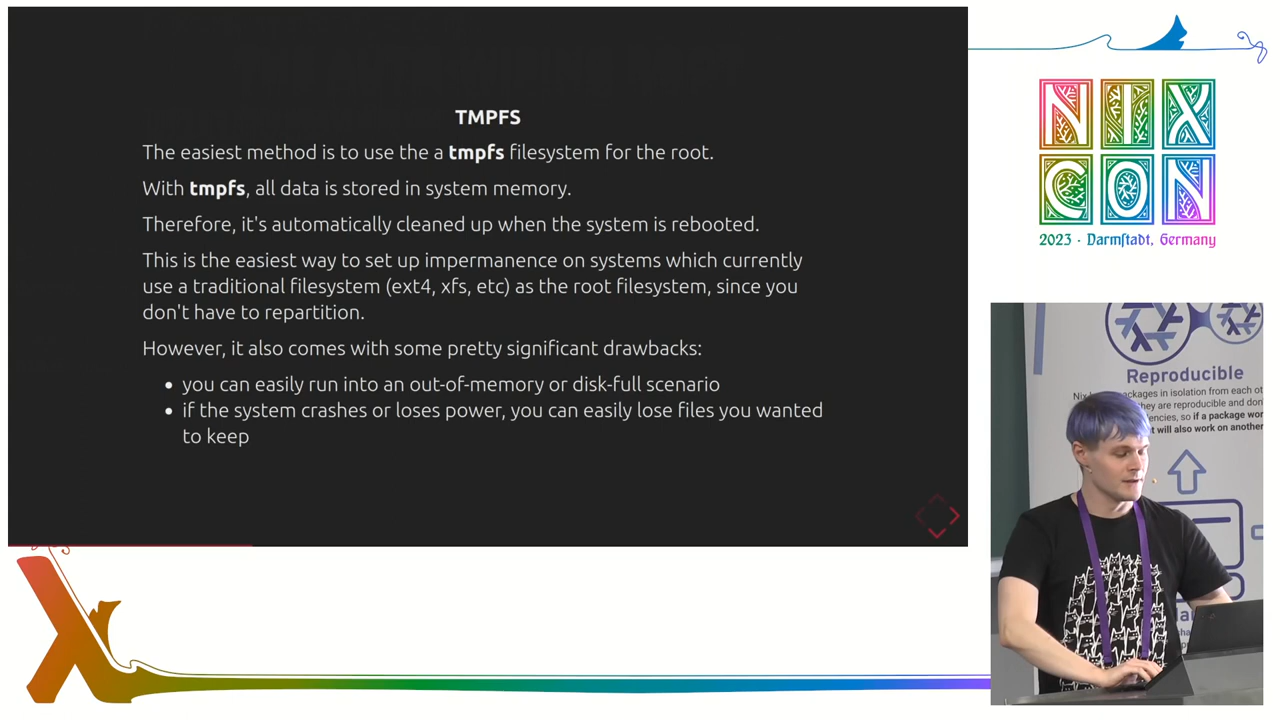 TMPFS
The easiest method is to use the a tmpfs filesystem for the root.
With tmpfs, all data is stored in system memory.
Therefore, it's automatically cleaned up when the system is rebooted.
This is the easiest way to set up impermanence on systems which currently
use a traditional filesystem (ext4, xfs, etc) as the root filesystem, since you
don't have to repartition.
However, it also comes with some pretty significant drawbacks:
you can easily run into an out-of-memory or disk-full scenario
if the system crashes or loses power, you can easily lose files you wanted
to keep
NIX
CON
2023 · Darmſtadt, Germany
Reproducible
packages in isolation from each
they are reproducible and
so if a package
will also work on another